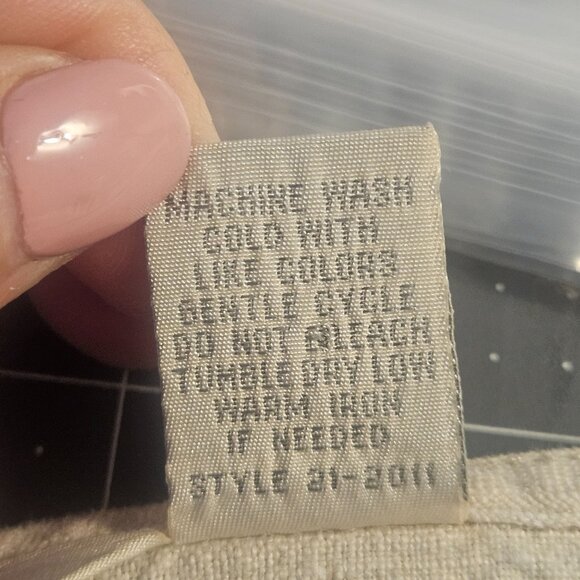 MACHINE WASH
COLD WITH
LIKE COLORS
GENTLE CYCLE
DO NOT BLEACH
TUMBLE DRY LOW
WARM IRON
IF NEEDED
STYLE 21-2011